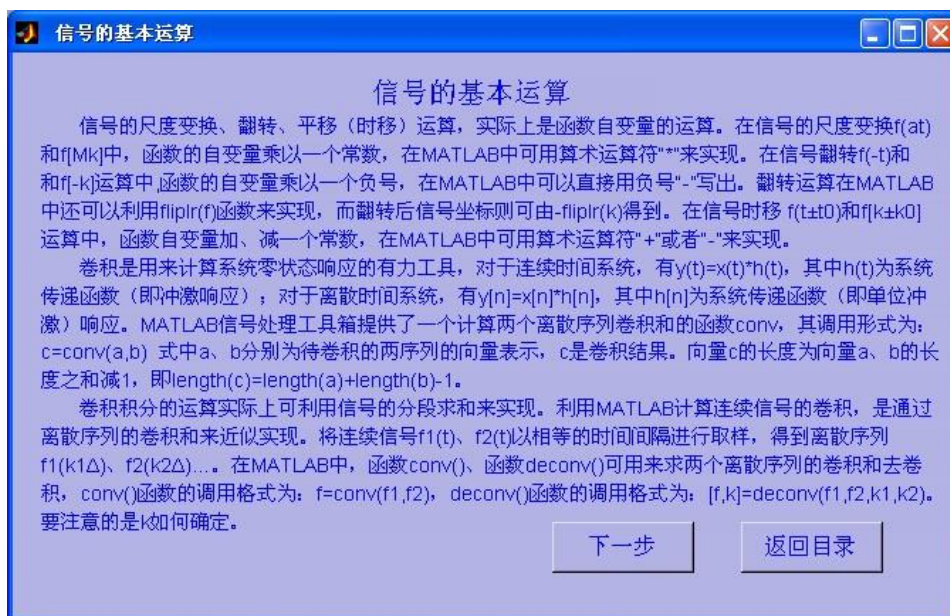 信号的基本运算
信号的基本运算
信号的尺度变换、翻转、平移（时移）运算，实际上是函数自变量的运算。在信号的尺度变换f(at)
和f[Mk]中，函数的自变量乘以一个常数，在MATLAB中可用算术运算符"*"来实现。在信号翻转f(-t)和
和f[-k]运算中,函数的自变量乘以一个负号，在MATLAB中可以直接用负号"-"写出。翻转运算在MATLAB
中还可以利用fliplr(f)函数来实现，而翻转后信号坐标则可由-fliplr(k)得到。在信号时移 f(t±t0)和f[k±k0]
运算中，函数自变量加、减一个常数，在MATLAB中可用算术运算符"+"或者"-"来实现。
卷积是用来计算系统零状态响应的有力工具，对于连续时间系统，有y(t)=x(t)*h(t)，其中h(t)为系统
传递函数（即冲激响应）；对于离散时间系统，有y[n]=x[n]*h[n]，其中h[n]为系统传递函数（即单位冲
激）响应。MATLAB信号处理工具箱提供了一个计算两个离散序列卷积和的函数conv，其调用形式为：
c=conv(a,b) 式中a、b分别为待卷积的两序列的向量表示，c是卷积结果。向量c的长度为向量a、b的长
度之和减1，即length(c)=length(a)+length(b)-1。
卷积积分的运算实际上可利用信号的分段求和来实现。利用MATLAB计算连续信号的卷积，是通过
离散序列的卷积和来近似实现。将连续信号f1(t)、f2(t)以相等的时间间隔进行取样，得到离散序列
f1(k1Δ)、f2(k2Δ)...。在MATLAB中，函数conv()、函数deconv()可用来求两个离散序列的卷积和去卷
积，conv()函数的调用格式为：f=conv(f1,f2)，deconv()函数的调用格式为：[f,k]=deconv(f1,f2,k1,k2)。
要注意的是k如何确定。
下一步
返回目录